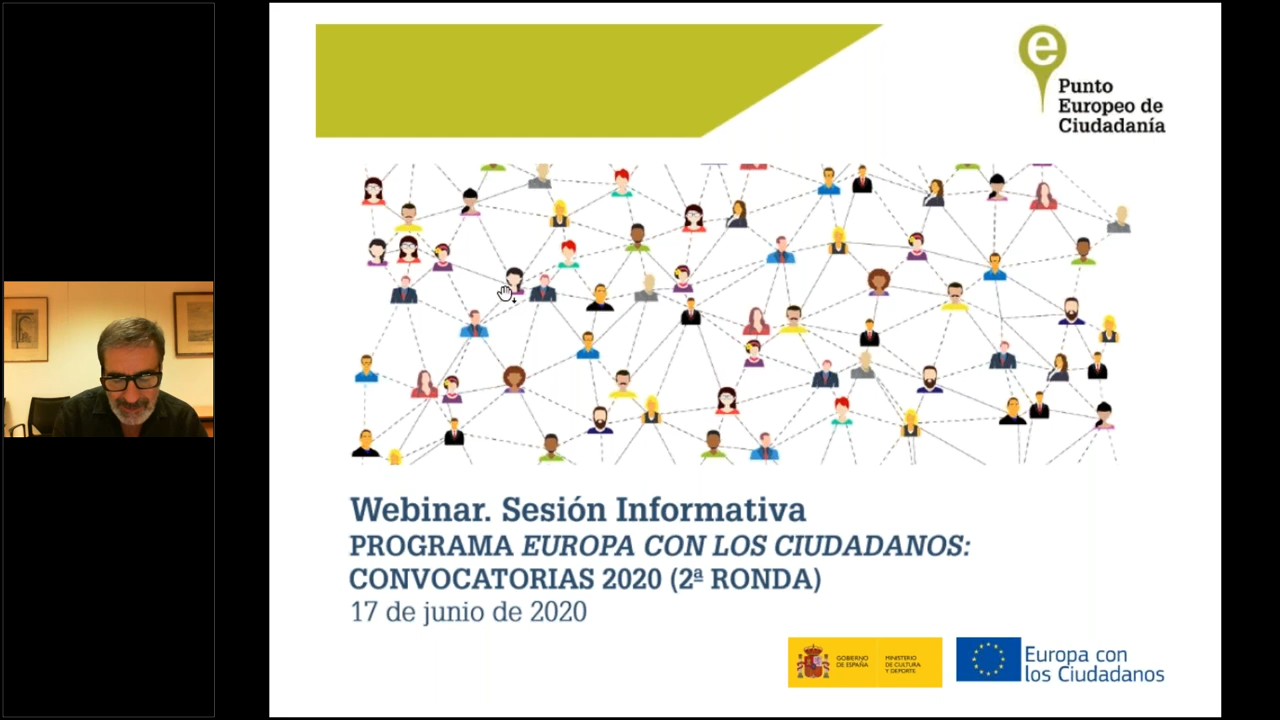 e
Punto
Europeo de
Ciudadanía
Webinar. Sesión Informativa
PROGRAMA EUROPA CON LOS CIUDADANOS:
CONVOCATORIAS 2020 (2ª RONDA)
17 de junio de 2020
GOBIERNO
DE ESPAÑA
MINISTERIO
DE CULTURA
Y DEPORTE
Europa con
los Ciudadanos